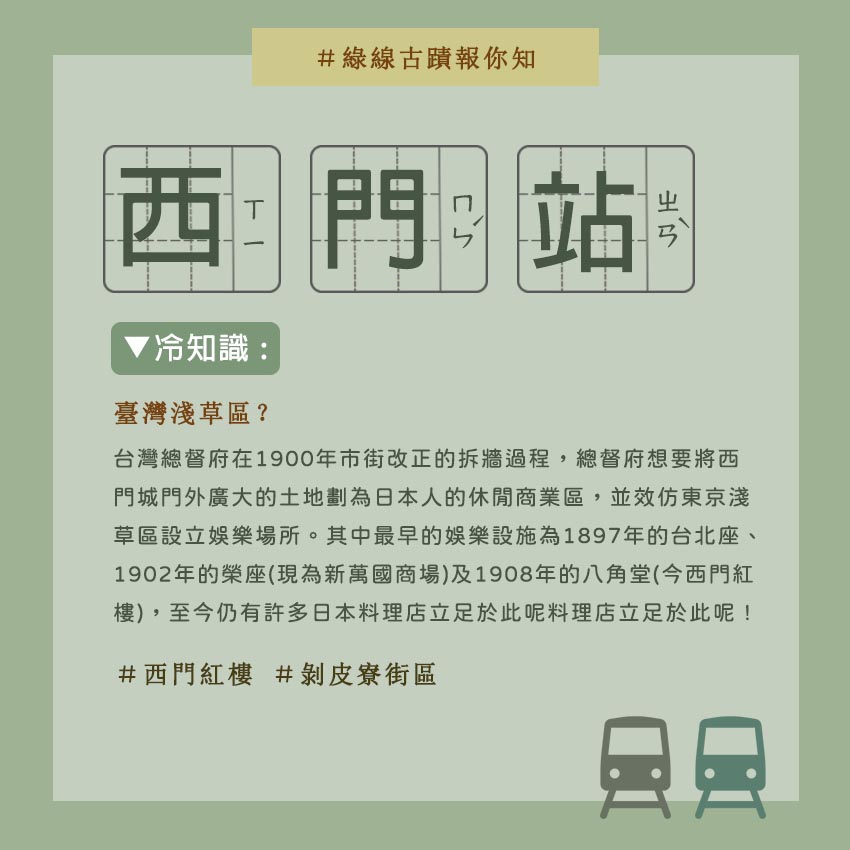 ＃綠線古蹟報你知
西 ㄒㄧ 門 ㄇㄣˊ 站 ㄓㄢˋ
▼冷知識：
臺灣淺草區？
台灣總督府在1900年市街改正的拆牆過程，總督府想要將西
門城門外廣大的土地劃為日本人的休閒商業區，並效仿東京淺
草區設立娛樂場所。其中最早的娛樂設施為1897年的台北座、
1902年的榮座(現為新萬國商場)及1908年的八角堂(今西門紅
樓)，至今仍有許多日本料理店立足於此呢料理店立足於此呢！
＃西門紅樓 ＃剝皮寮街區